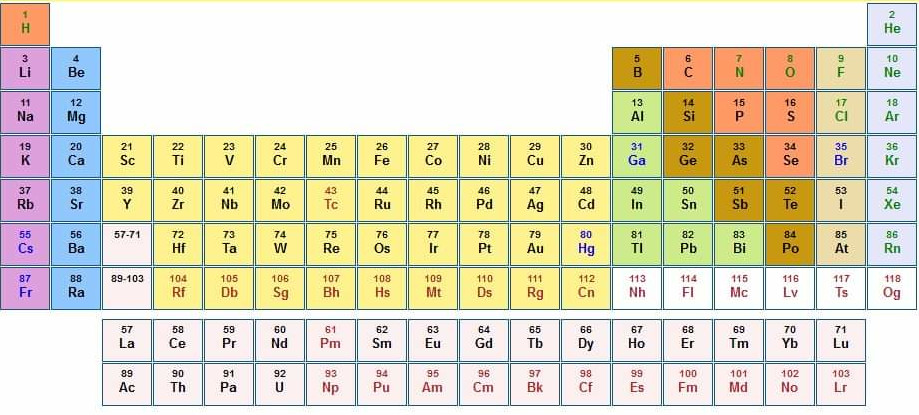 1 2
H He
3 4 5 6 7 8 9 10
Li Be B C N O F Ne
11 12 13 14 15 16 17 18
Na Mg Al Si P S Cl Ar
19 20 21 22 23 24 25 26 27 28 29 30 31 32 33 34 35 36
K Ca Sc Ti V Cr Mn Fe Co Ni Cu Zn Ga Ge As Se Br Kr
37 38 39 40 41 42 43 44 45 46 47 48 49 50 51 52 53 54
Rb Sr Y Zr Nb Mo Tc Ru Rh Pd Ag Cd In Sn Sb Te I Xe
55 56 57-71 72 73 74 75 76 77 78 79 80 81 82 83 84 85 86
Cs Ba Hf Ta W Re Os Ir Pt Au Hg Tl Pb Bi Po At Rn
87 88 89-103 104 105 106 107 108 109 110 111 112 113 114 115 116 117 118
Fr Ra Rf Db Sg Bh Hs Mt Ds Rg Cn Nh Fl Mc Lv Ts Og
57 58 59 60 61 62 63 64 65 66 67 68 69 70 71
La Ce Pr Nd Pm Sm Eu Gd Tb Dy Ho Er Tm Yb Lu
89 90 91 92 93 94 95 96 97 98 99 100 101 102 103
Ac Th Pa U Np Pu Am Cm Bk Cf Es Fm Md No Lr